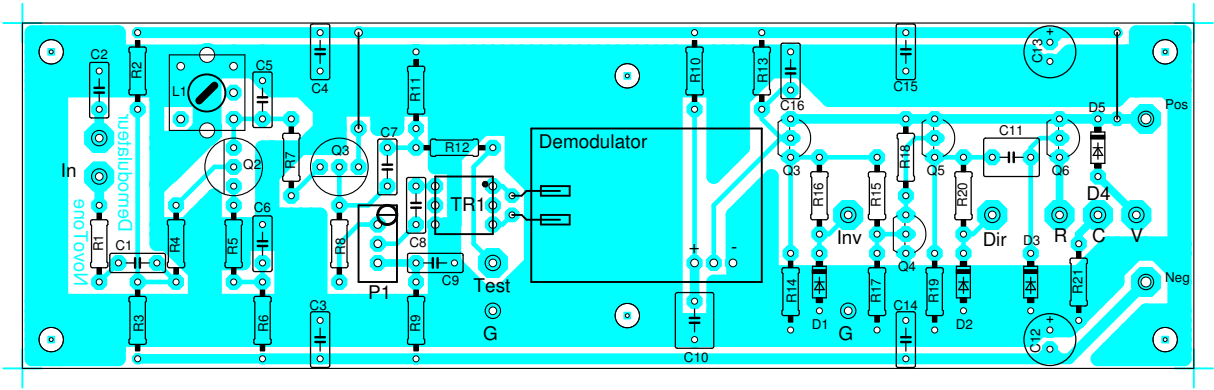 C2
R2
L1
C5
C4
R11
R10
R13
C16
C15
C13
+
D5
Pos
In
Demodulateur
NovoTone
R7
Q2
Q3
C7
R12
Demodulator
Q3
R18
Q5
C11
Q6
D4
R1
C1
R4
R5
C6
R8
C8
TR1
R16
R15
Inv
R20
Dir
R
C
V
Q4
D3
R21
P1
C9
Test
+
-
Neg
R3
R6
C3
R9
G
C10
R14
D1
G
R17
C14
R19
D2
C12
+